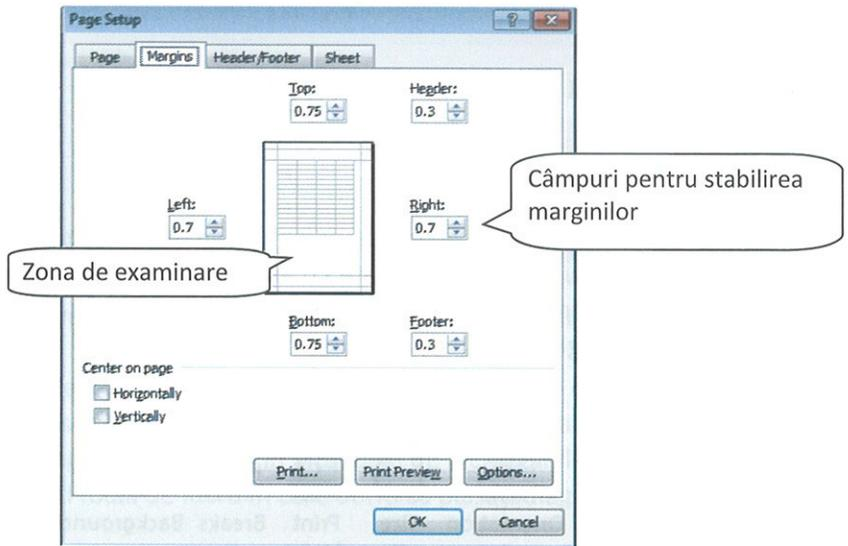 Page Setup
Page Margins Header/Footer Sheet
Top: Header:
0.75 0.3
Left: Right:
0.7 0.7
Câmpuri pentru stabilirea
marginilor
Zona de examinare
Bottom: Footer:
0.75 0.3
Center on page
Horizontally
Vertically
Print... Print Preview Options...
OK Cancel